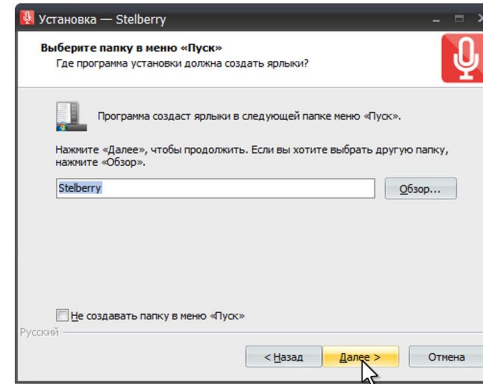 Установка — Stelberry
Выберите папку в меню «Пуск»
Где программа установки должна создать ярлыки?
Программа создаст ярлыки в следующей папке меню «Пуск».
Нажмите «Далее», чтобы продолжить. Если вы хотите выбрать другую папку,
нажмите «Обзор».
Stelberry
Обзор...
Не создавать папку в меню «Пуск»
Русский
< Назад
Далее >
Отмена